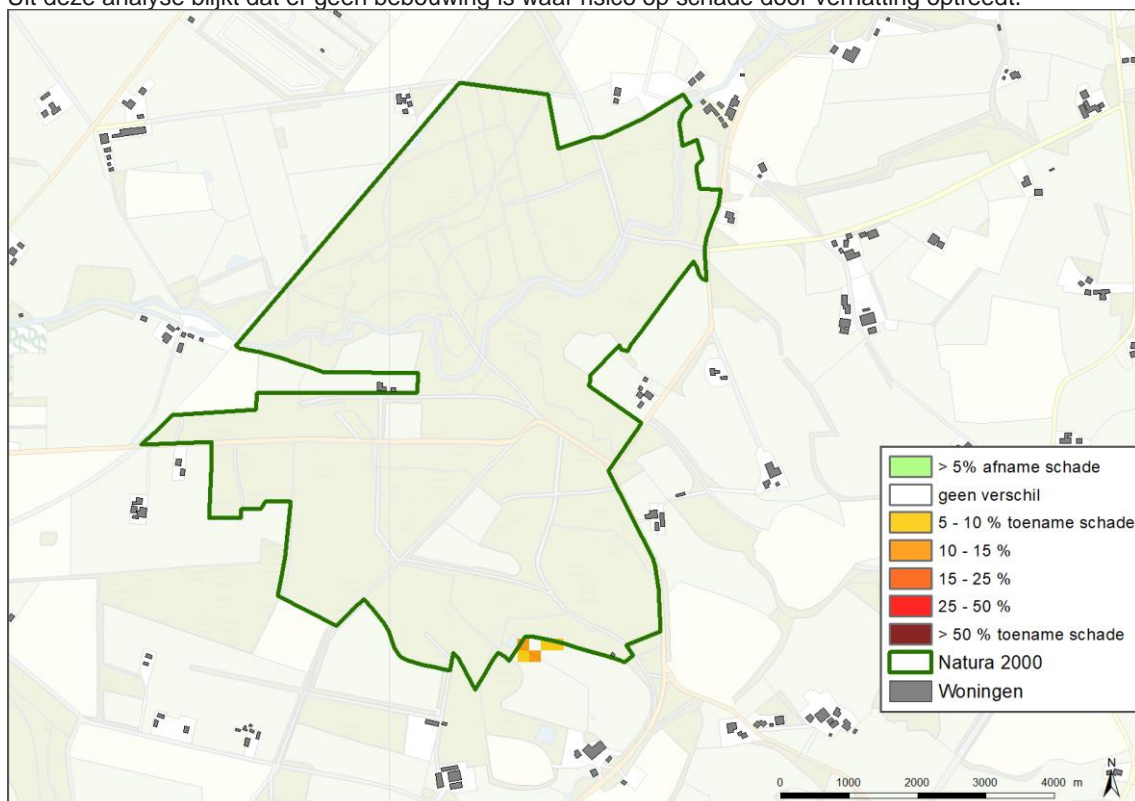 Uit deze analyse blijkt dat er geen bebouwing is waar risico op schade door vernatting optreedt.
> 5% afname schade
geen verschil
5 - 10 % toename schade
10 - 15 %
15 - 25 %
25 - 50 %
> 50 % toename schade
Natura 2000
Woningen
N
0 1000 2000 3000 4000 m